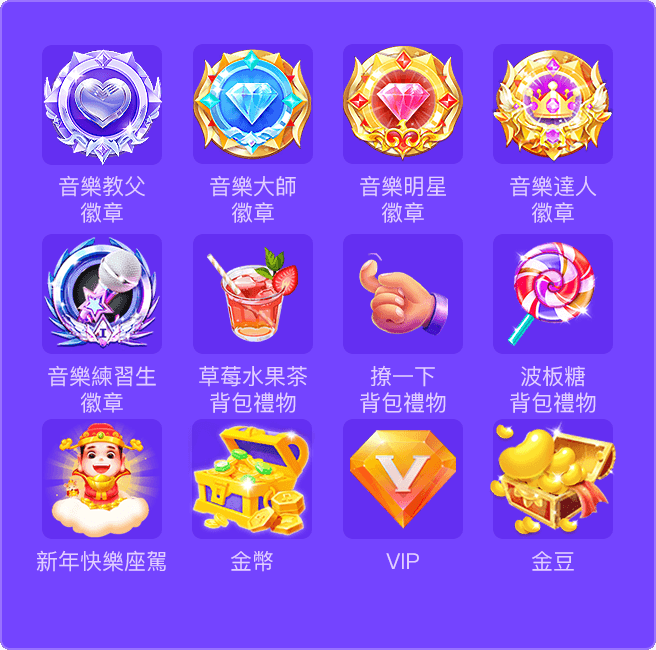 音樂教父
徽章
音樂大師
徽章
音樂明星
徽章
音樂達人
徽章
I
音樂練習生
徽章
草莓水果茶
背包禮物
撩一下
背包禮物
波板糖
背包禮物
V
新年快樂座駕
金幣
VIP
金豆